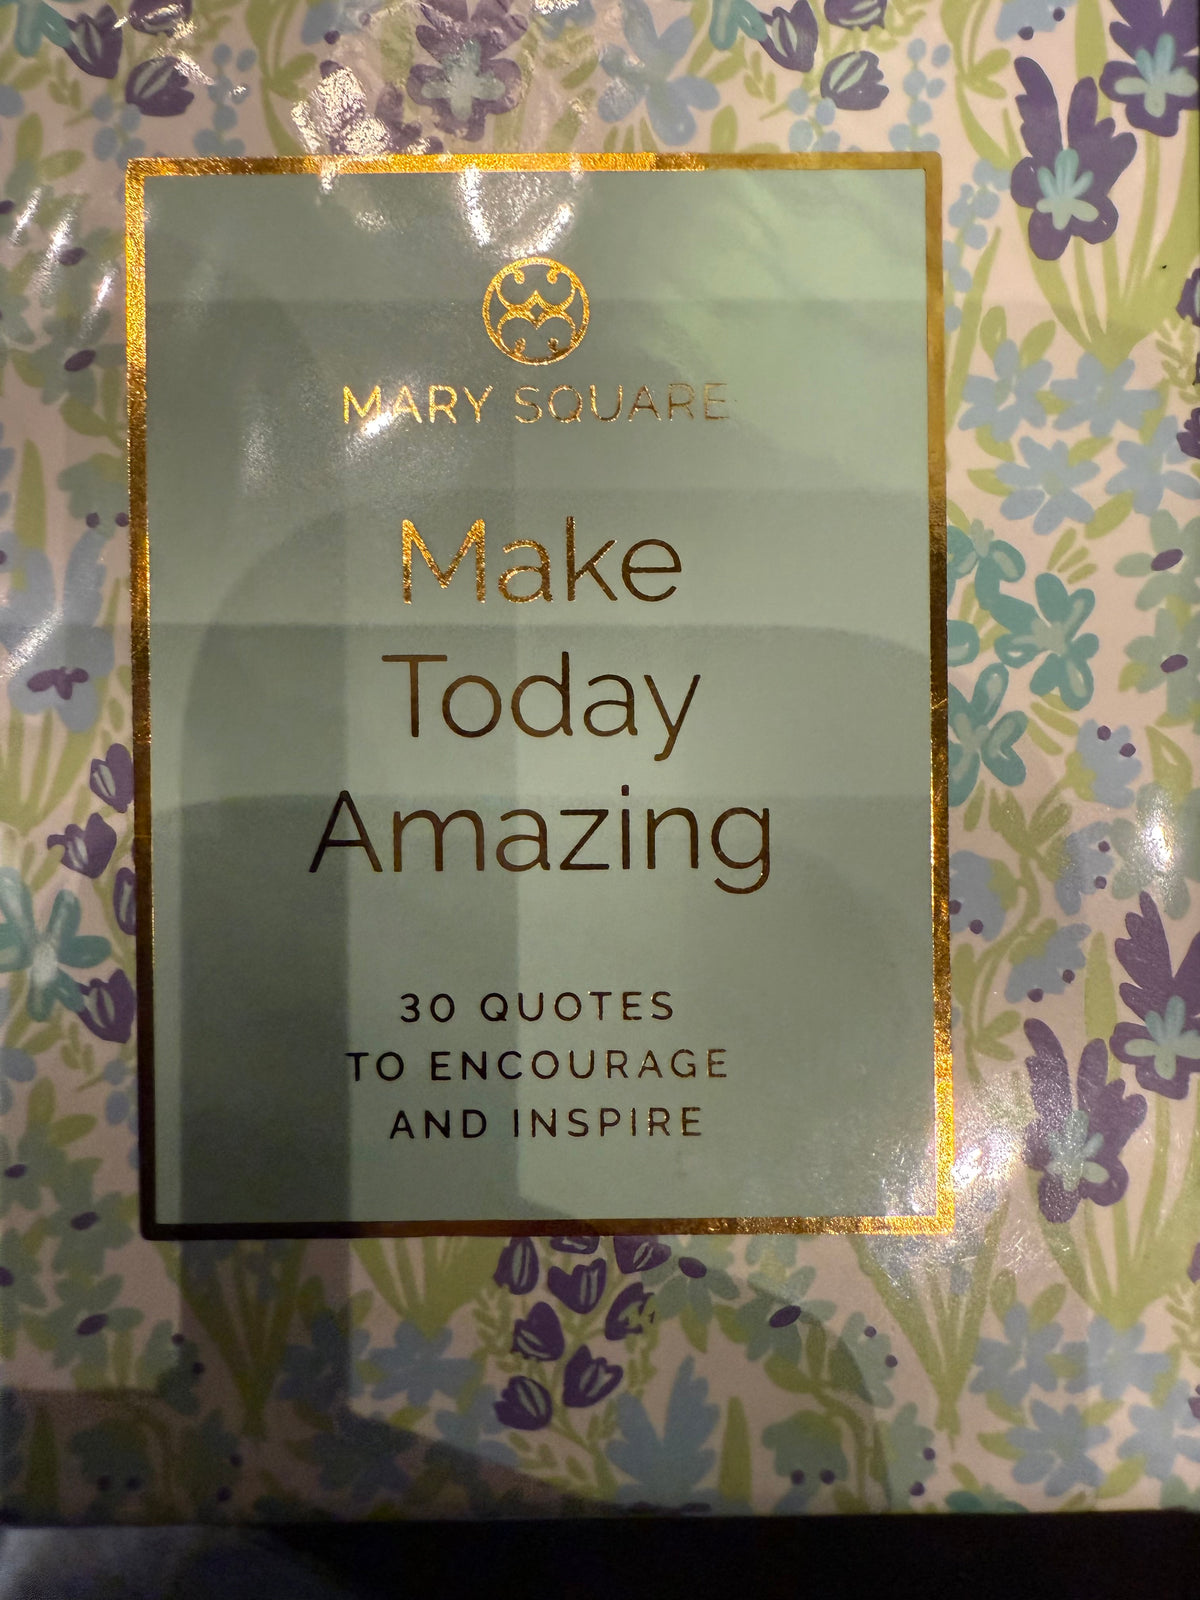 MARY SQUARE
Make
Today
Amazing
30 QUOTES
TO ENCOURAGE
AND INSPIRE